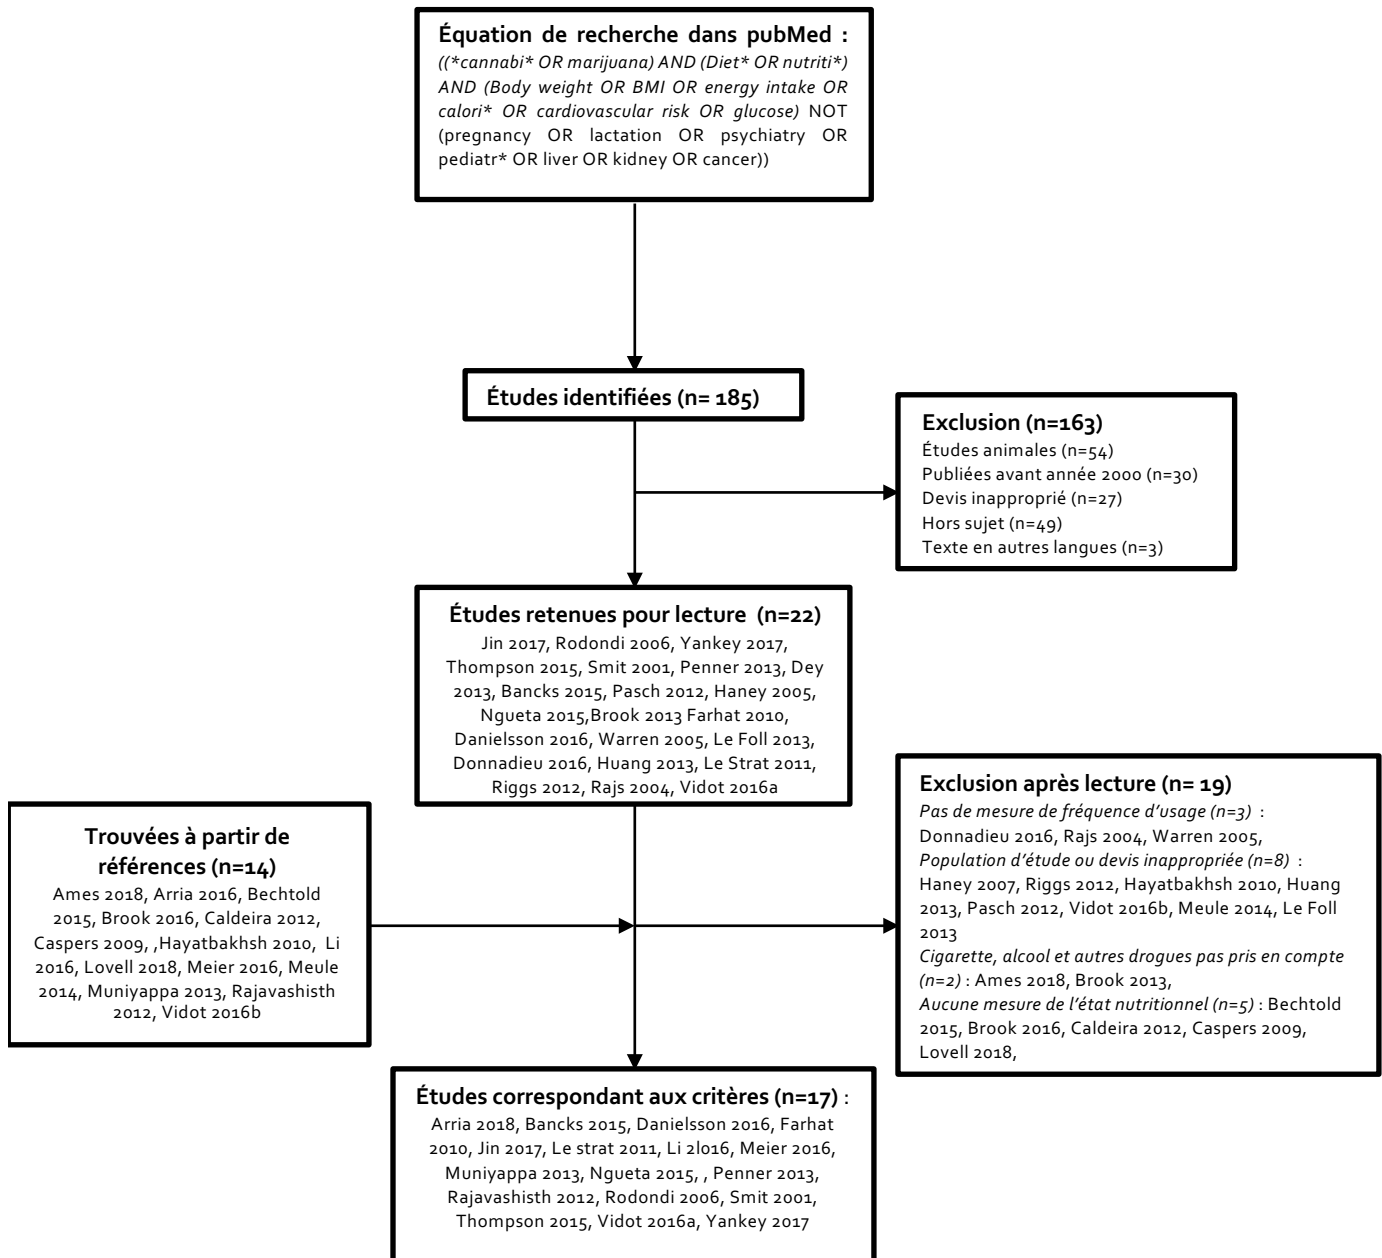 Équation de recherche dans pubMed :
((*cannabi* OR marijuana) AND (Diet* OR nutriti*)
AND (Body weight OR BMI OR energy intake OR
calori* OR cardiovascular risk OR glucose) NOT
(pregnancy OR lactation OR psychiatry OR
pediatr* OR liver OR kidney OR cancer))
Études identifiées (n= 185)
Exclusion (n=163)
Études animales (n=54)
Publiées avant année 2000 (n=30)
Devis inapproprié (n=27)
Hors sujet (n=49)
Texte en autres langues (n=3)
Études retenues pour lecture (n=22)
Jin 2017, Rodondi 2006, Yankey 2017,
Thompson 2015, Smit 2001, Penner 2013, Dey
2013, Bancks 2015, Pasch 2012, Haney 2005,
Ngueta 2015,Brook 2013 Farhat 2010,
Danielsson 2016, Warren 2005, Le Foll 2013,
Donnadieu 2016, Huang 2013, Le Strat 2011,
Riggs 2012, Rajs 2004, Vidot 2016a
Trouvées à partir de
références (n=14)
Ames 2018, Arria 2016, Bechtold
2015, Brook 2016, Caldeira 2012,
Caspers 2009, ,Hayatbakhsh 2010, Li
2016, Lovell 2018, Meier 2016, Meule
2014, Muniyappa 2013, Rajavashisth
2012, Vidot 2016b
Exclusion après lecture (n= 19)
Pas de mesure de fréquence d'usage (n=3) :
Donnadieu 2016, Rajs 2004, Warren 2005,
Population d'étude ou devis inappropriée (n=8) :
Haney 2007, Riggs 2012, Hayatbakhsh 2010, Huang
2013, Pasch 2012, Vidot 2016b, Meule 2014, Le Foll
2013
Cigarette, alcool et autres drogues pas pris en compte
(n=2) : Ames 2018, Brook 2013,
Aucune mesure de l'état nutritionnel (n=5) : Bechtold
2015, Brook 2016, Caldeira 2012, Caspers 2009,
Lovell 2018,
Études correspondant aux critères (n=17) :
Arria 2018, Bancks 2015, Danielsson 2016, Farhat
2010, Jin 2017, Le strat 2011, Li 2lo16, Meier 2016,
Muniyappa 2013, Ngueta 2015, , Penner 2013,
Rajavashisth 2012, Rodondi 2006, Smit 2001,
Thompson 2015, Vidot 2016a, Yankey 2017